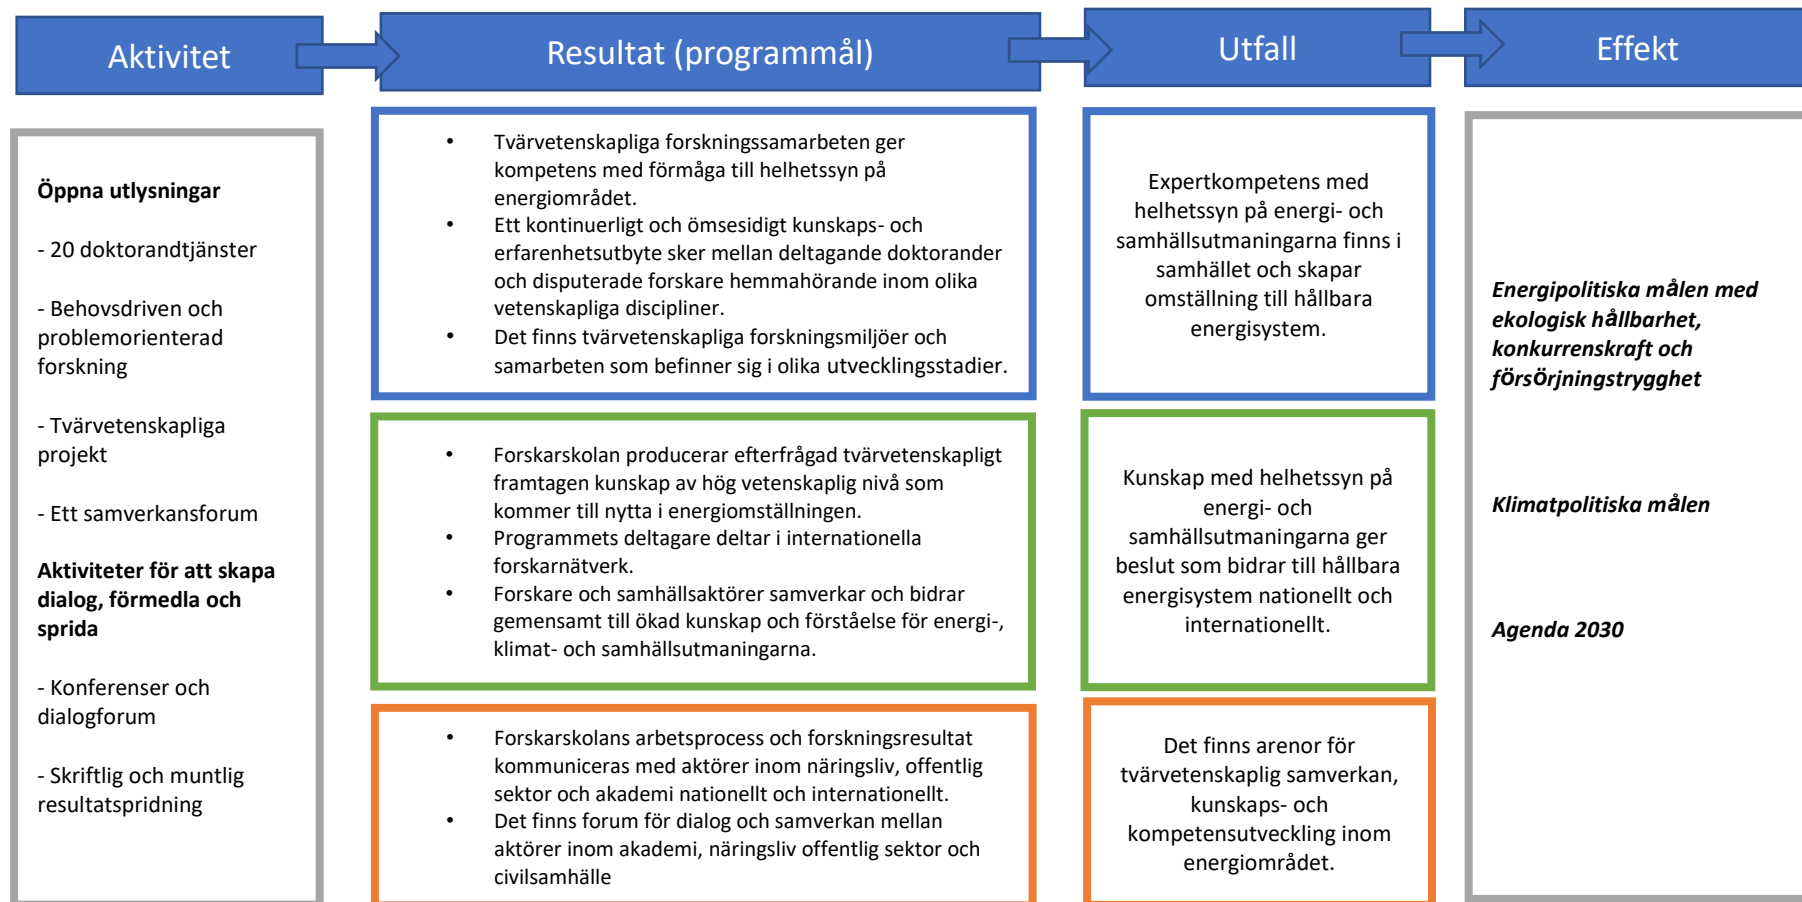 Aktivitet
Resultat (programmål)
Utfall
Effekt
Öppna utlysningar
- 20 doktorandtjänster
- Behovsdriven och
problemorienterad
forskning
- Tvärvetenskapliga
projekt
- Ett samverkansforum
Aktiviteter för att skapa
dialog, förmedla och
sprida
- Konferenser och
dialogforum
- Skriftlig och muntlig
resultatspridning
• Tvärvetenskapliga forskningssamarbeten ger
kompetens med förmåga till helhetssyn på
energiområdet.
• Ett kontinuerligt och ömsesidigt kunskaps- och
erfarenhetsutbyte sker mellan deltagande doktorander
och disputerade forskare hemmahörande inom olika
vetenskapliga discipliner.
• Det finns tvärvetenskapliga forskningsmiljöer och
samarbeten som befinner sig i olika utvecklingsstadier.
• Forskarskolan producerar efterfrågad tvärvetenskapligt
framtagen kunskap av hög vetenskaplig nivå som
kommer till nytta i energiomställningen.
• Programmets deltagare deltar i internationella
forskarnätverk.
• Forskare och samhällsaktörer samverkar och bidrar
gemensamt till ökad kunskap och förståelse för energi-,
klimat- och samhällsutmaningarna.
• Forskarskolans arbetsprocess och forskningsresultat
kommuniceras med aktörer inom näringsliv, offentlig
sektor och akademi nationellt och internationellt.
• Det finns forum för dialog och samverkan mellan
aktörer inom akademi, näringsliv offentlig sektor och
civilsamhälle
Expertkompetens med
helhetssyn på energi- och
samhällsutmaningarna finns i
samhället och skapar
omställning till hållbara
energisystem.
Kunskap med helhetssyn på
energi- och
samhällsutmaningarna ger
beslut som bidrar till hållbara
energisystem nationellt och
internationellt.
Det finns arenor för
tvärvetenskaplig samverkan,
kunskaps- och
kompetensutveckling inom
energiområdet.
Energipolitiska målen med
ekologisk hållbarhet,
konkurrenskraft och
försörjningstrygghet
Klimatpolitiska målen
Agenda 2030